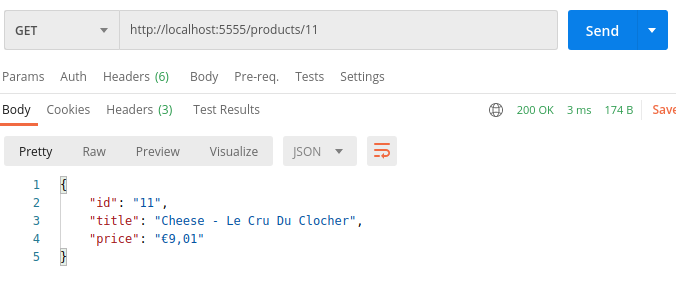 GET http://localhost:5555/products/11 Send
Params Auth Headers (6) Body Pre-req. Tests Settings
Body Cookies Headers (3) Test Results 200 OK 3 ms 174 B Save
Pretty Raw Preview Visualize JSON
1 {
2 "id": "11",
3 "title": "Cheese - Le Cru Du Clocher",
4 "price": "€9,01"
5 }